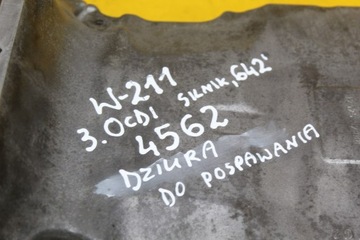 W-211
3.0CDI SILNIK "642"
4562
DZIURA
DO POSPAWANIA